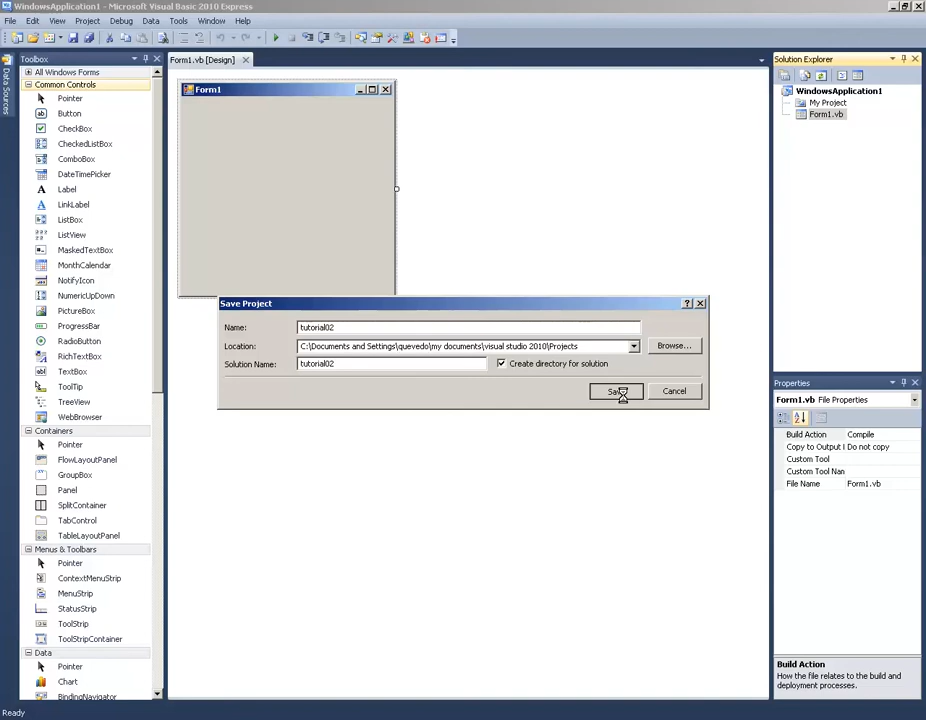 WindowsApplication1 - Microsoft Visual Basic 2010 Express
File Edit View Project Debug Data Tools Window Help
Toolbox
Form1.vb [Design]
Solution Explorer
Data Sources
All Windows Forms
Common Controls
Pointer
Button
CheckBox
CheckedListBox
ComboBox
DateTimePicker
Label
LinkLabel
ListBox
ListView
MaskedTextBox
MonthCalendar
NotifyIcon
NumericUpDown
PictureBox
ProgressBar
RadioButton
RichTextBox
TextBox
ToolTip
TreeView
WebBrowser
Containers
Pointer
FlowLayoutPanel
GroupBox
Panel
SplitContainer
TabControl
TableLayoutPanel
Menus & Toolbars
Pointer
ContextMenuStrip
MenuStrip
StatusStrip
ToolStrip
ToolStripContainer
Data
Pointer
Chart
BindingNavigator
Form1
Save Project
Name: tutorial02
Location: C:\Documents and Settings\quevedo\my documents\visual studio 2010\Projects Browse...
Solution Name: tutorial02 Create directory for solution
Cancel
WindowsApplication1
My Project
Form1.vb
Properties
Form1.vb File Properties
Build Action Compile
Copy to Output I Do not copy
Custom Tool
Custom Tool Nan
File Name Form1.vb
Build Action
How the file relates to the build and
deployment processes.
Ready